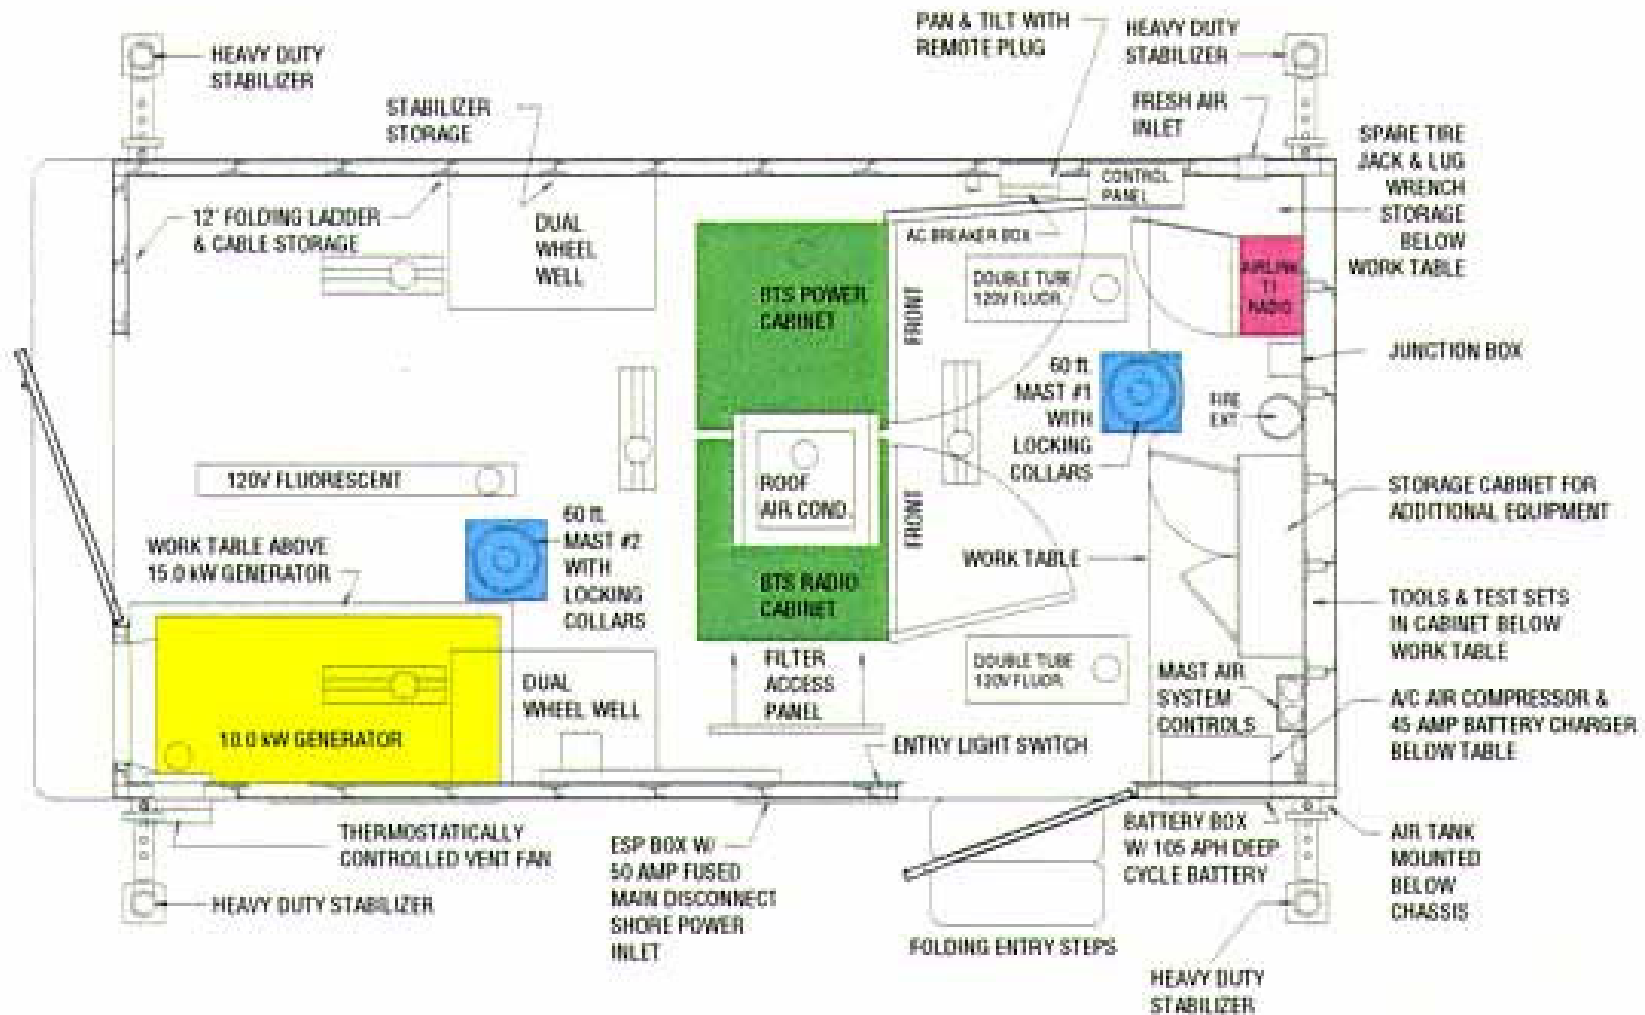 HEAVY DUTY
STABILIZER
STABILIZER
STORAGE
PAN & TILT WITH
REMOTE PLUG
HEAVY DUTY
STABILIZER
FRESH AIR
INLET
SPARE TIRE
JACK & LUG
WRENCH
STORAGE
BELOW
WORK TABLE
CONTROL
PANEL
12' FOLDING LADDER
& CABLE STORAGE
DUAL
WHEEL
WELL
AC BREAKER BOX
BTS POWER
CABINET
FRONT
DOUBLE TUBE
120V FLUOR.
AIRLINK
T1
RADIO
JUNCTION BOX
60 ft.
MAST #1
WITH
LOCKING
COLLARS
FIRE
EXT
120V FLUORESCENT
ROOF
AIR COND.
FRONT
STORAGE CABINET FOR
ADDITIONAL EQUIPMENT
60 ft.
MAST #2
WITH
LOCKING
COLLARS
WORK TABLE ABOVE
15.0 kW GENERATOR
WORK TABLE
BTS RADIO
CABINET
TOOLS & TEST SETS
IN CABINET BELOW
WORK TABLE
FILTER
ACCESS
PANEL
DOUBLE TUBE
120V FLUOR.
MAST AIR
SYSTEM
CONTROLS
DUAL
WHEEL WELL
A/C AIR COMPRESSOR &
45 AMP BATTERY CHARGER
BELOW TABLE
10.0 kW GENERATOR
ENTRY LIGHT SWITCH
THERMOSTATICALLY
CONTROLLED VENT FAN
ESP BOX W/
50 AMP FUSED
MAIN DISCONNECT
SHORE POWER
INLET
BATTERY BOX
W/ 105 APH DEEP
CYCLE BATTERY
AIR TANK
MOUNTED
BELOW
CHASSIS
HEAVY DUTY STABILIZER
FOLDING ENTRY STEPS
HEAVY DUTY
STABILIZER